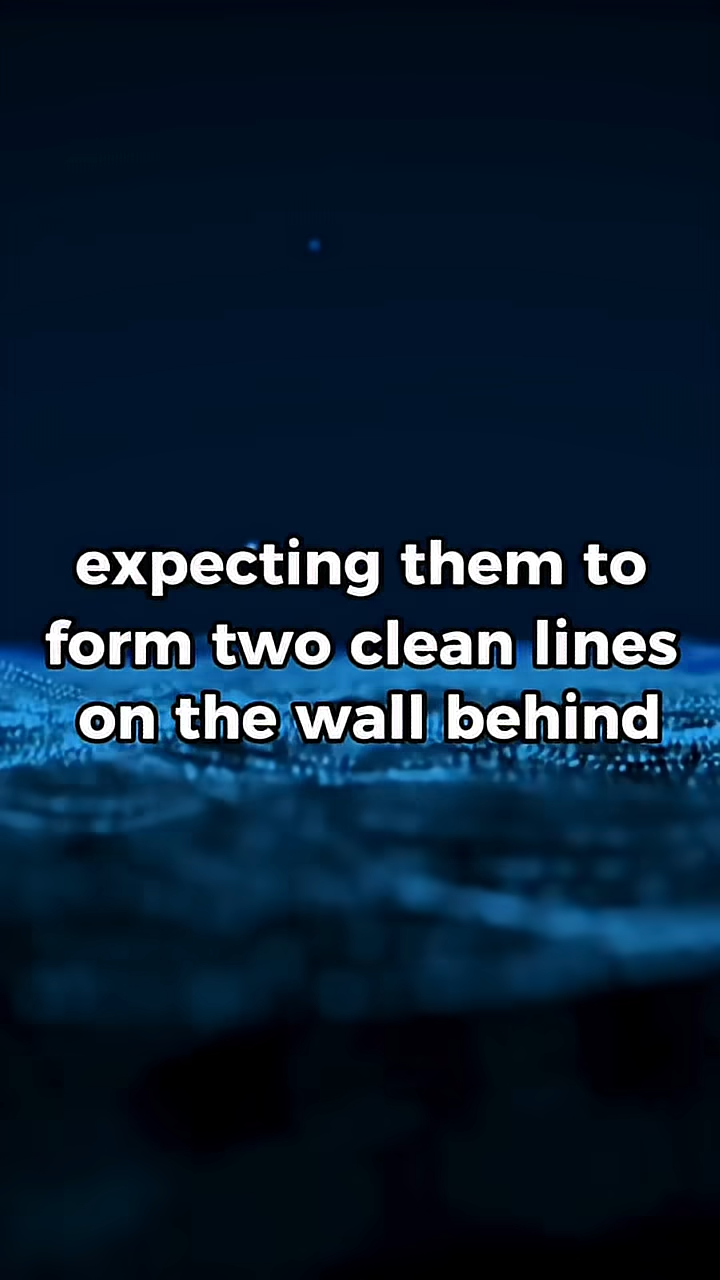 expecting them to
form two clean lines
on the wall behind